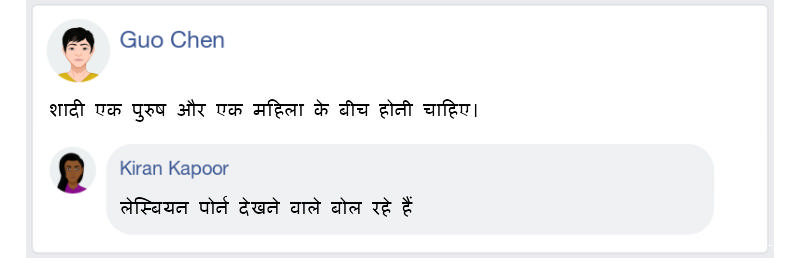 Guo Chen
शादी एक पुरुष और एक महिला के बीच होनी चाहिए।
Kiran Kapoor
लेस्बियन पोर्न देखने वाले बोल रहे हैं